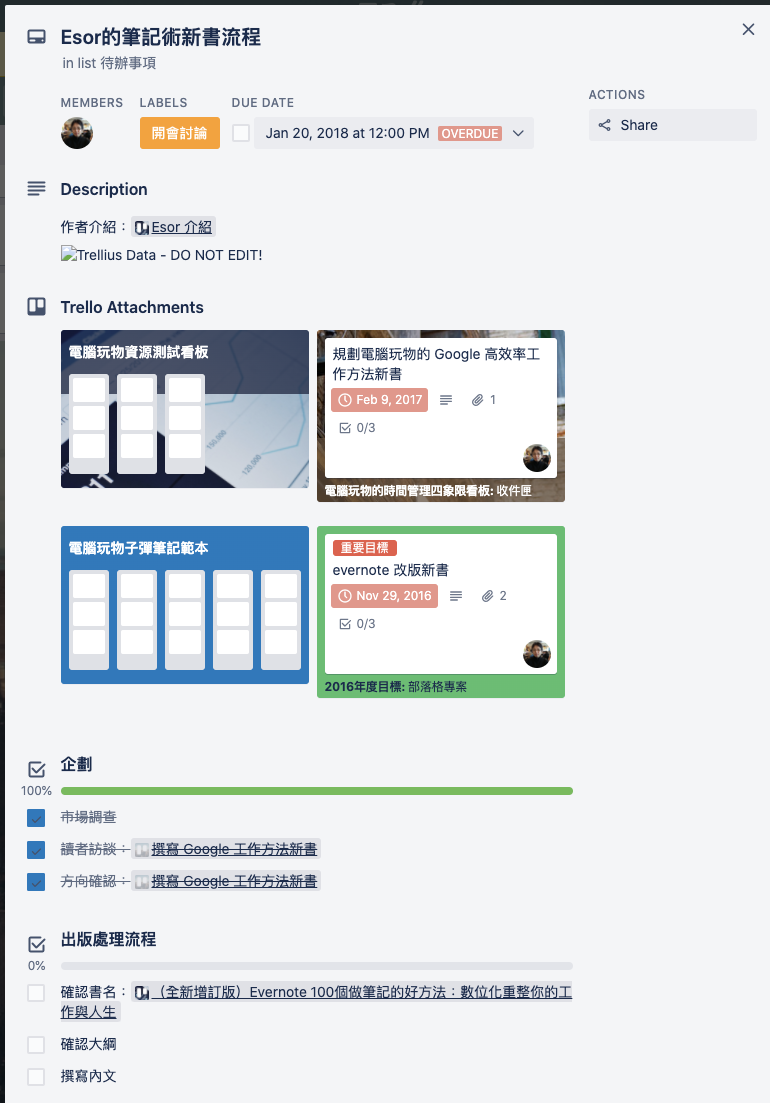 Esor的筆記術新書流程
in list 待辦事項
MEMBERS
LABELS
DUE DATE
ACTIONS
開會討論
Jan 20, 2018 at 12:00 PM OVERDUE
Share
Description
作者介紹：Esor 介紹
Trellius Data - DO NOT EDIT!
Trello Attachments
電腦玩物資源測試看板
規劃電腦玩物的 Google 高效率工
作方法新書
Feb 9, 2017
1
0/3
電腦玩物的時間管理四象限看板: 收件匣
電腦玩物子彈筆記範本
重要目標
evernote 改版新書
Nov 29, 2016
2
0/3
2016年度目標: 部落格專案
企劃
100%
市場調查
讀者訪談：撰寫 Google 工作方法新書
方向確認：撰寫 Google 工作方法新書
出版處理流程
0%
確認書名：（全新增訂版）Evernote 100個做筆記的好方法：數位化重整你的工
作與人生
確認大綱
撰寫內文